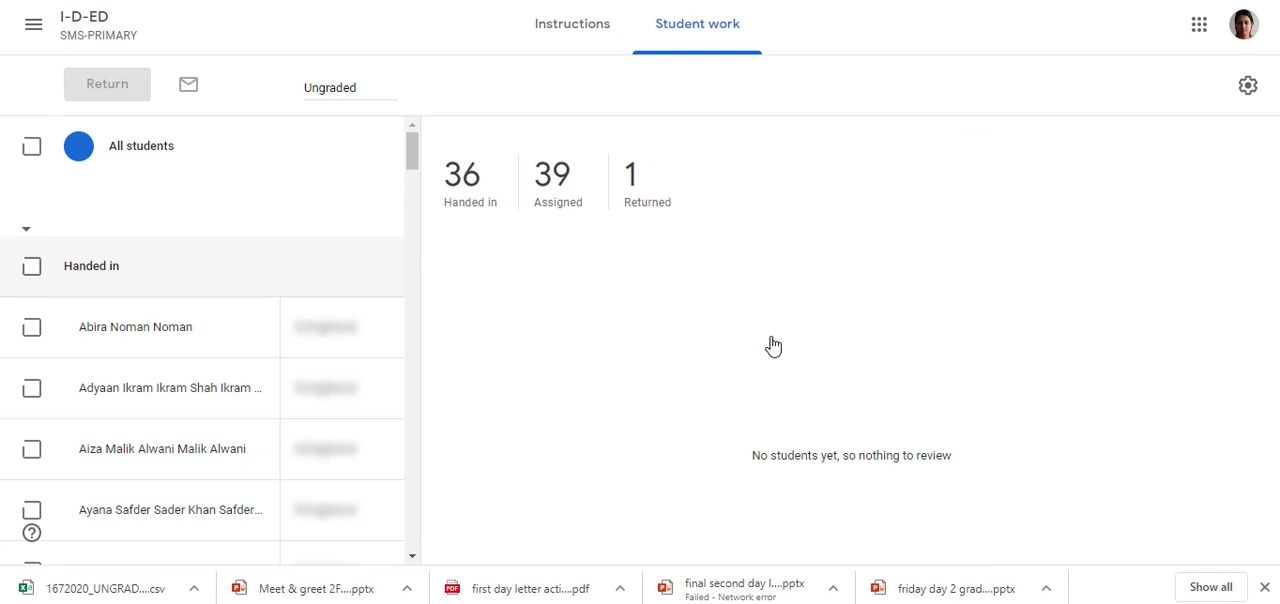 I-D-ED
SMS-PRIMARY
Instructions
Student work
Return
Ungraded
All students
36
Handed in
39
Assigned
1
Returned
Handed in
Abira Noman Noman
Adyaan Ikram Ikram Shah Ikram ...
Aiza Malik Alwani Malik Alwani
Ayana Safder Sader Khan Safder...
No students yet, so nothing to review
1672020_UNGRAD....csv
Meet & greet 2F....pptx
first day letter acti....pdf
final second day l....pptx
Failed - Network error
friday day 2 grad....pptx
Show all